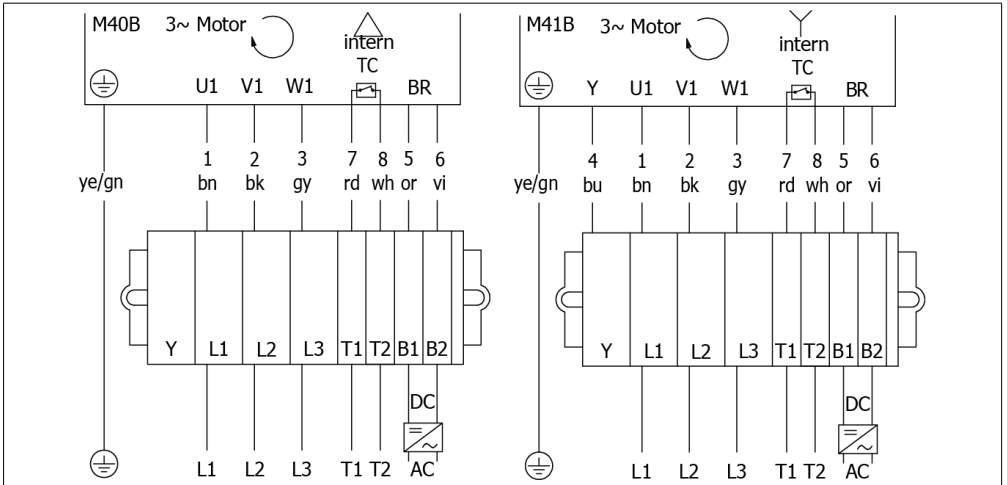 M40B 3~ Motor
intern
TC
U1 V1 W1 BR
1 2 3 7 8 5 6
ye/gn bn bk gy rd wh or vi
Y L1 L2 L3 T1 T2 B1 B2
DC
= ~
L1 L2 L3 T1 T2 AC
M41B 3~ Motor
intern
TC
Y U1 V1 W1 BR
4 1 2 3 7 8 5 6
ye/gn bu bn bk gy rd wh or vi
Y L1 L2 L3 T1 T2 B1 B2
DC
= ~
L1 L2 L3 T1 T2 AC